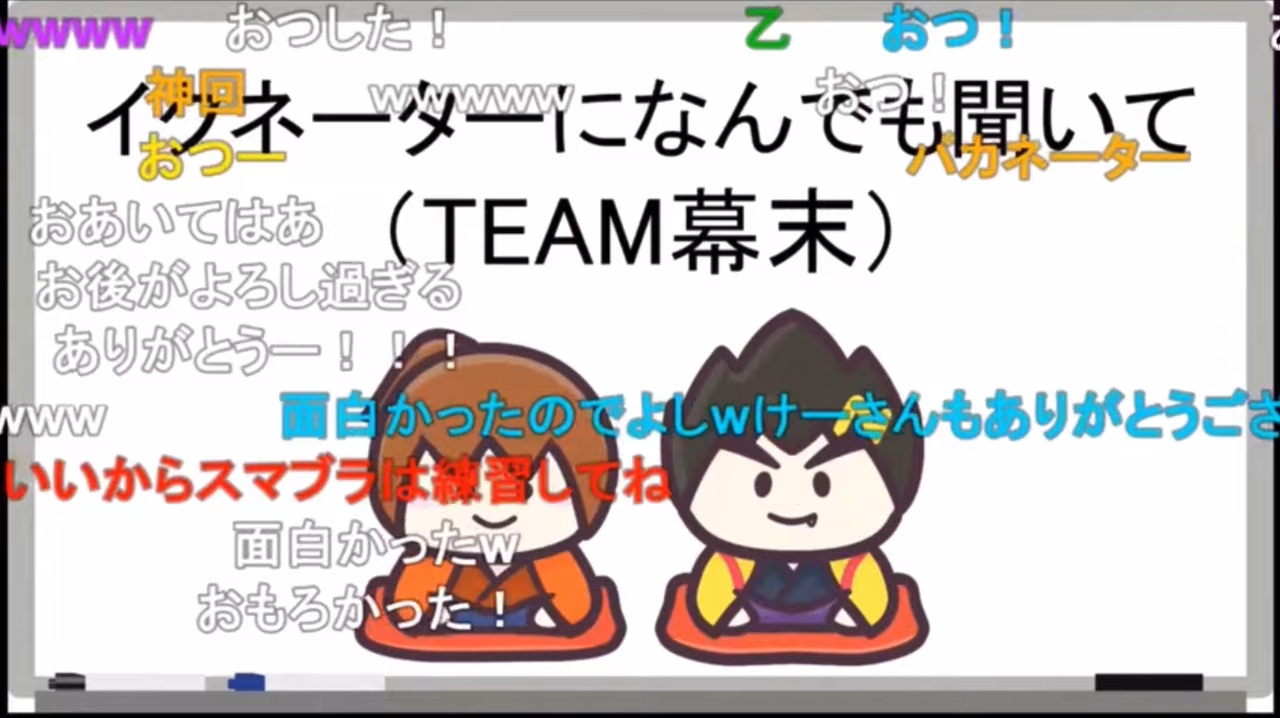 wwww おつした！ 乙 おつ！
神回 wwwwww おつ！
イケネーターになんでも聞いて
おつー バカネーター
おあいてはあ
（TEAM幕末）
お後がよろし過ぎる
ありがとうー！！！
www 面白かったのでよしwけーさんもありがとうござ
いいからスマブラは練習してね
面白かったw
おもろかった！